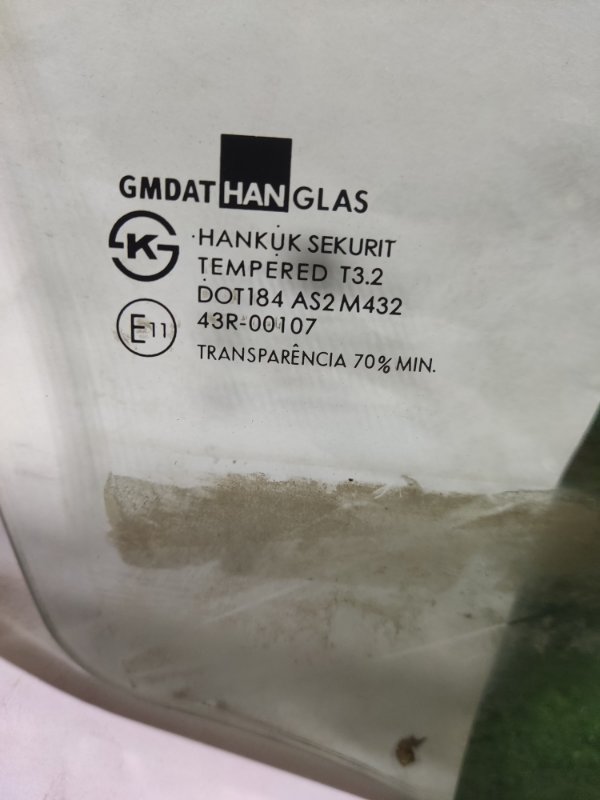 GMDAT HAN GLAS
K
HANKUK SEKURIT
TEMPERED T3.2
DOT184 AS2 M432
E11
43R-00107
TRANSPARÊNCIA 70% MIN.